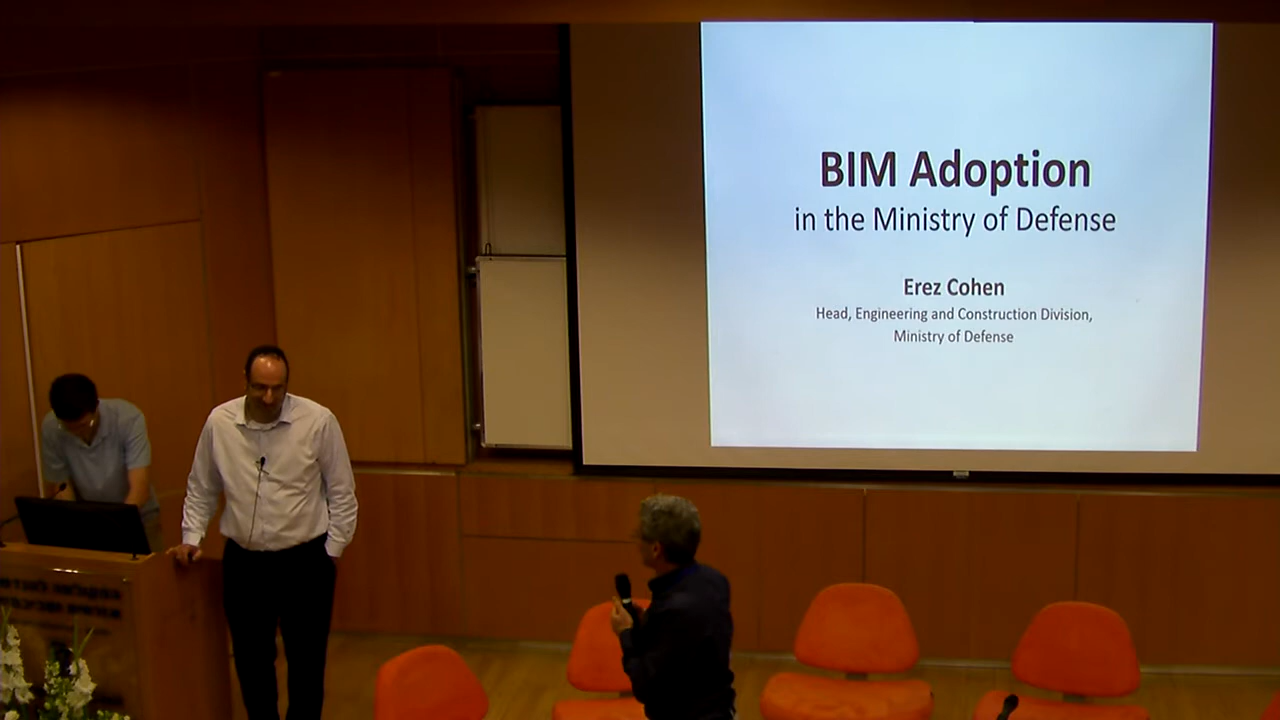 BIM Adoption
in the Ministry of Defense
Erez Cohen
Head, Engineering and Construction Division,
Ministry of Defense